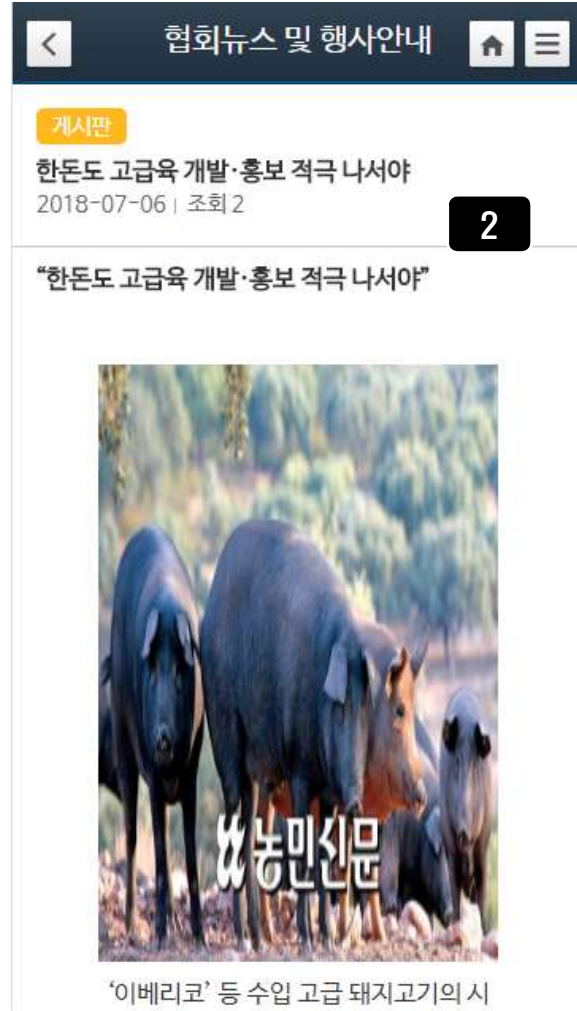 협회뉴스 및 행사안내
게시판
한돈도 고급육 개발·홍보 적극 나서야
2018-07-06 | 조회 2
2
“한돈도 고급육 개발·홍보 적극 나서야”
농민신문
‘이베리코’ 등 수입 고급 돼지고기의 시